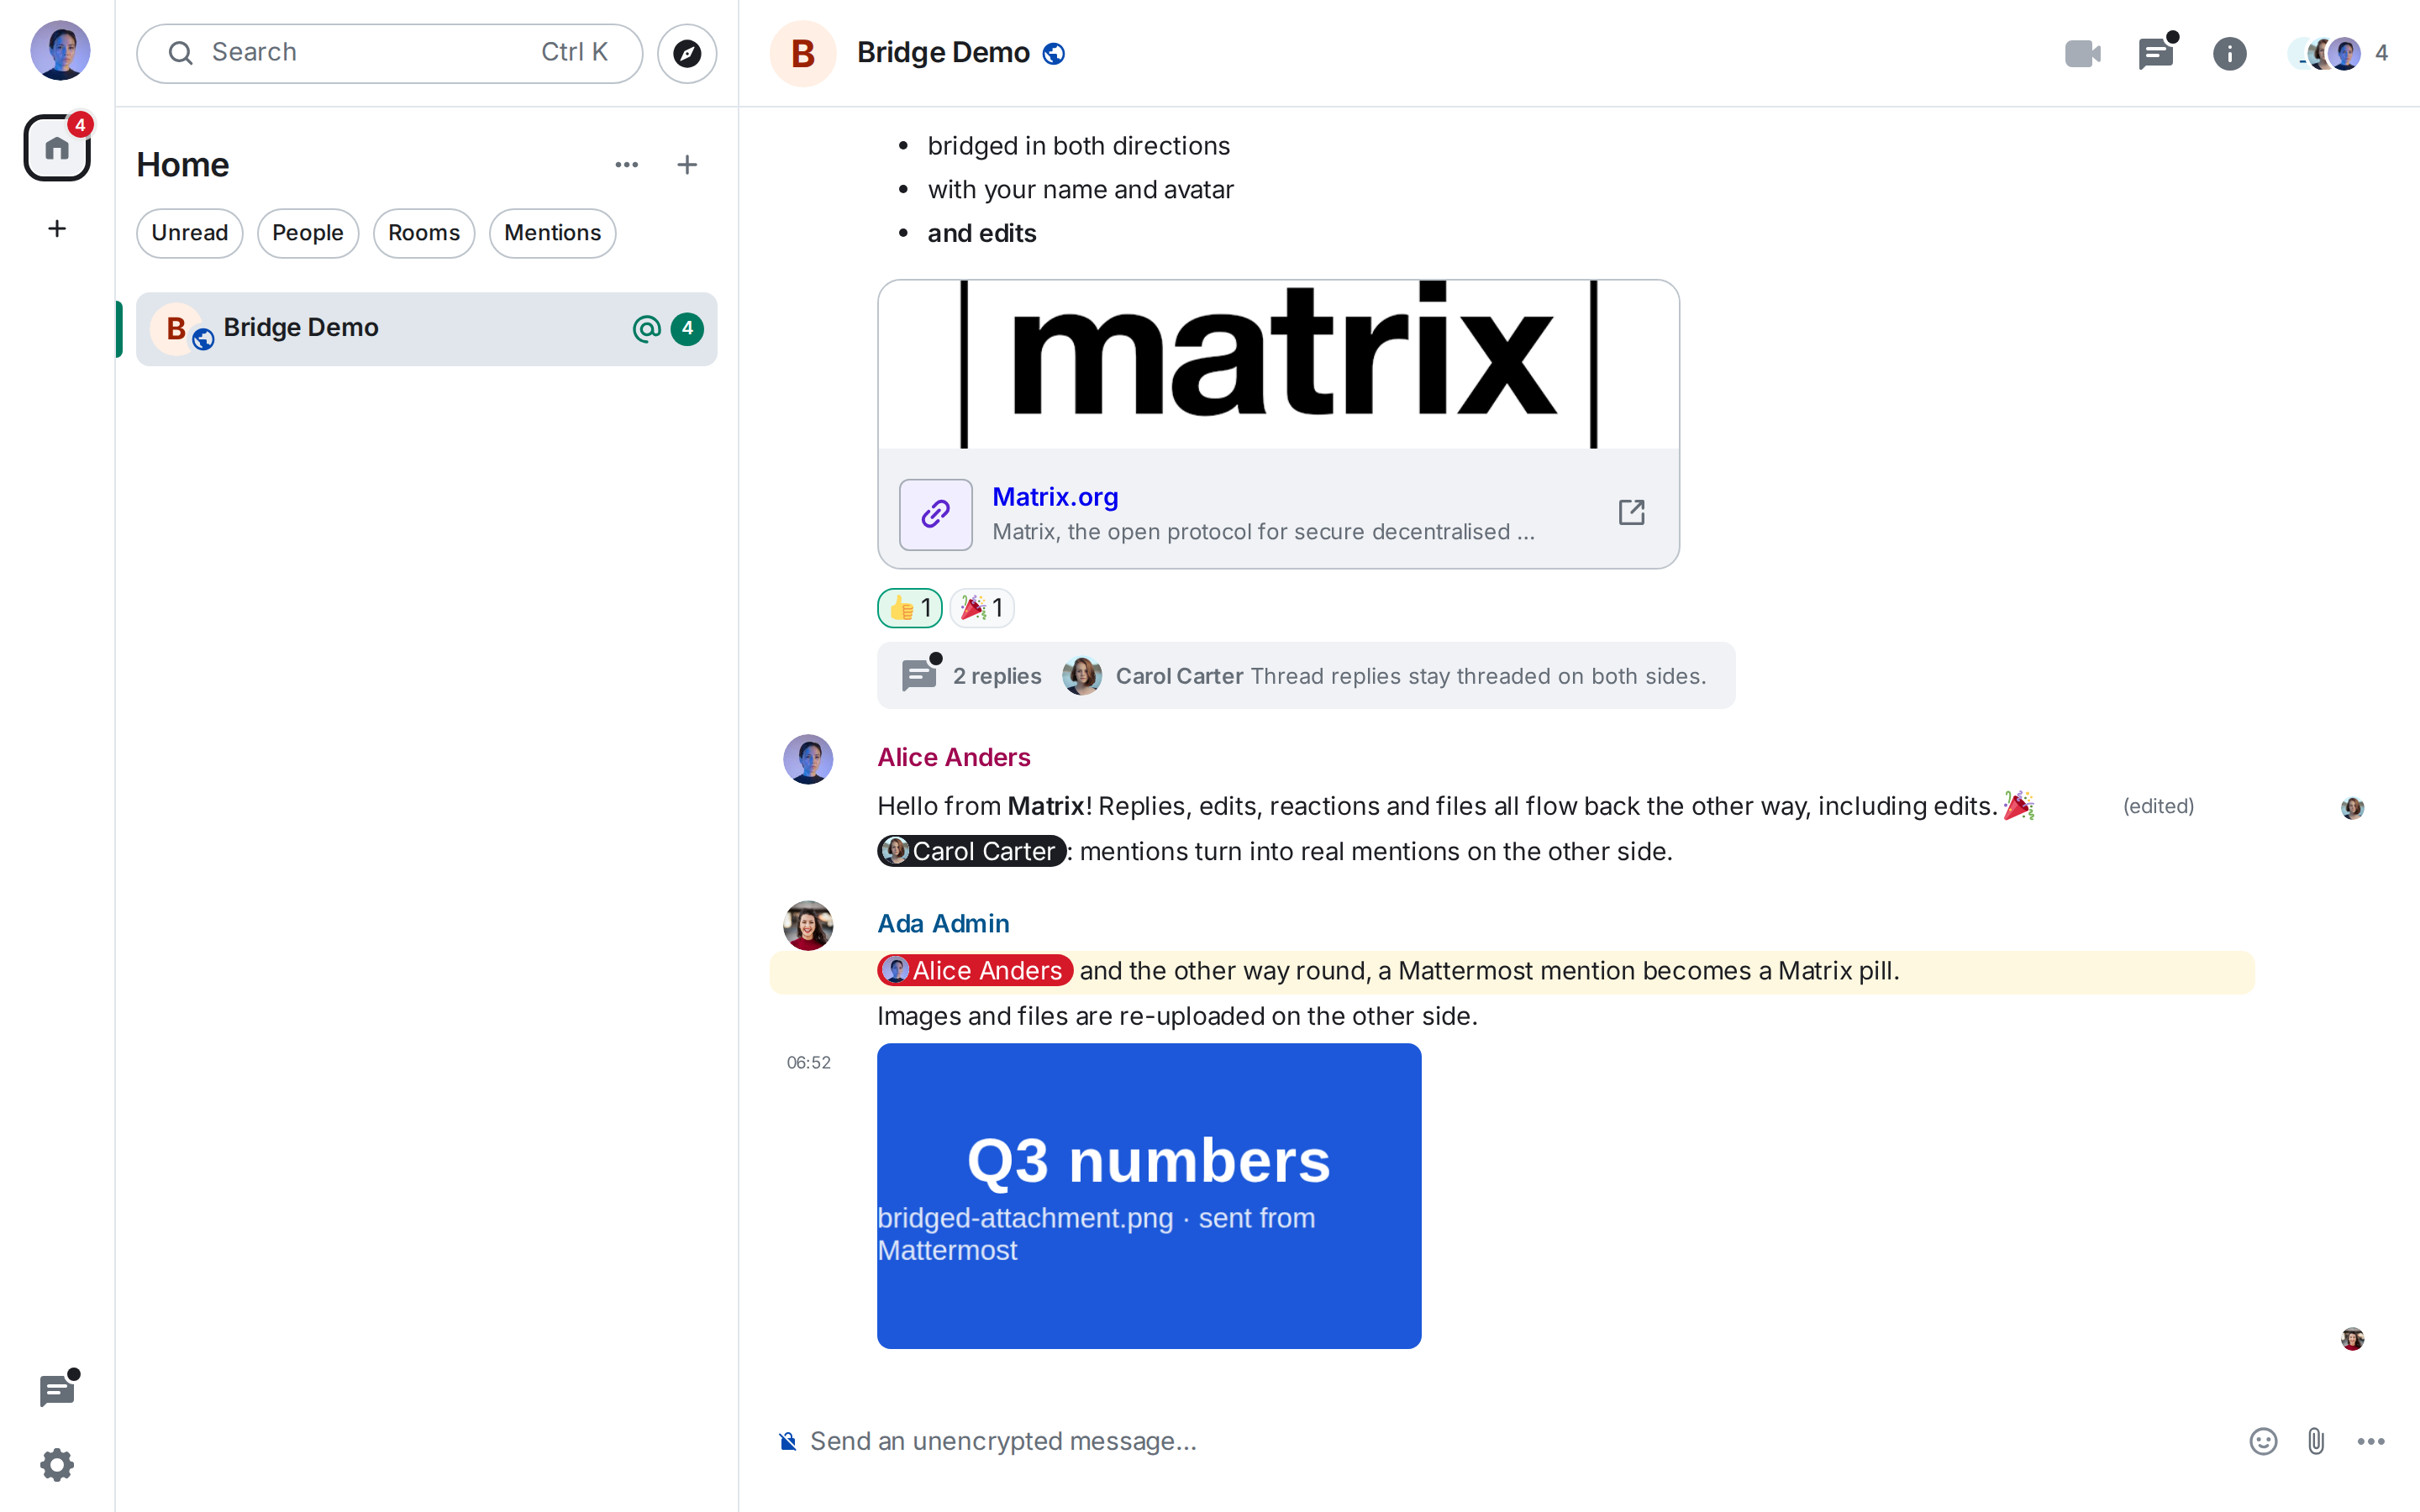 Search Ctrl K
B Bridge Demo 4
4
Home
Unread People Rooms Mentions
B Bridge Demo 4
bridged in both directions
with your name and avatar
and edits
matrix
Matrix.org
Matrix, the open protocol for secure decentralised ...
👍 1 🎉 1
2 replies Carol Carter Thread replies stay threaded on both sides.
Alice Anders
Hello from Matrix! Replies, edits, reactions and files all flow back the other way, including edits. 🎉 (edited)
Carol Carter : mentions turn into real mentions on the other side.
Ada Admin
Alice Anders and the other way round, a Mattermost mention becomes a Matrix pill.
Images and files are re-uploaded on the other side.
06:52
Q3 numbers
bridged-attachment.png · sent from
Mattermost
Send an unencrypted message...